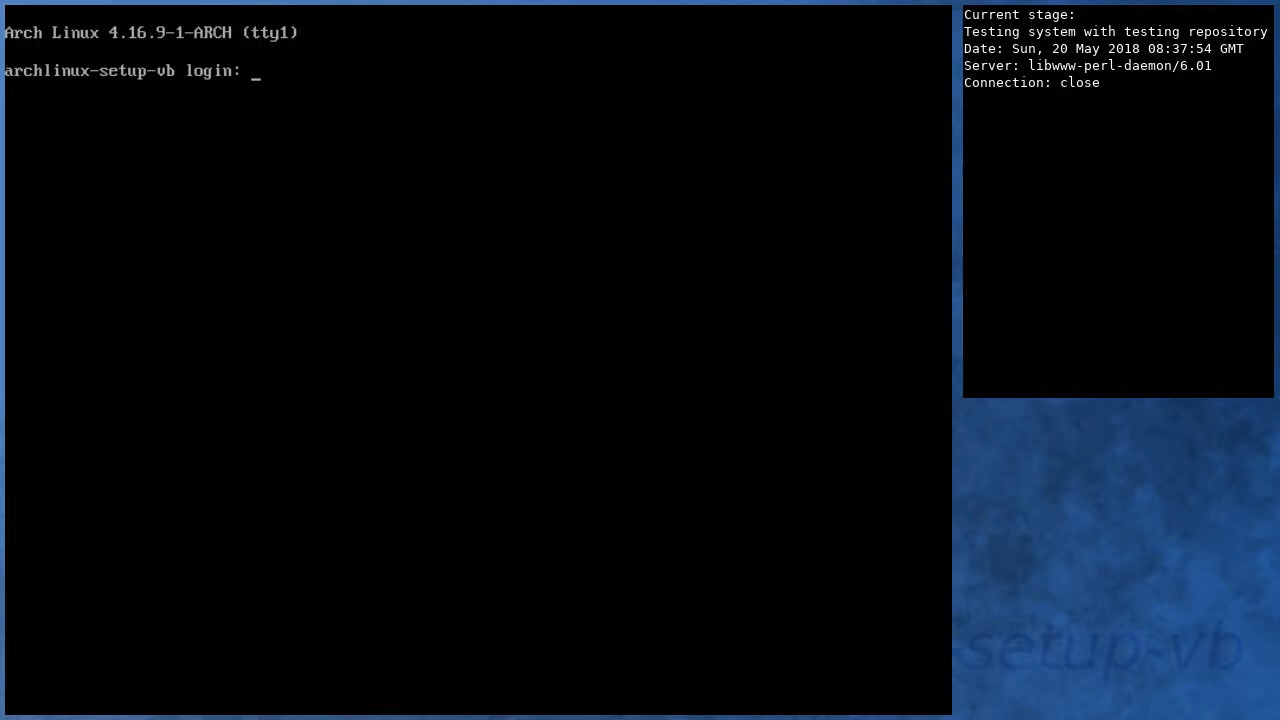 Arch Linux 4.16.9-1-ARCH (tty1)
archlinux-setup-vb login: _
Current stage:
Testing system with testing repository
Date: Sun, 20 May 2018 08:37:54 GMT
Server: libwww-perl-daemon/6.01
Connection: close
setup-vb